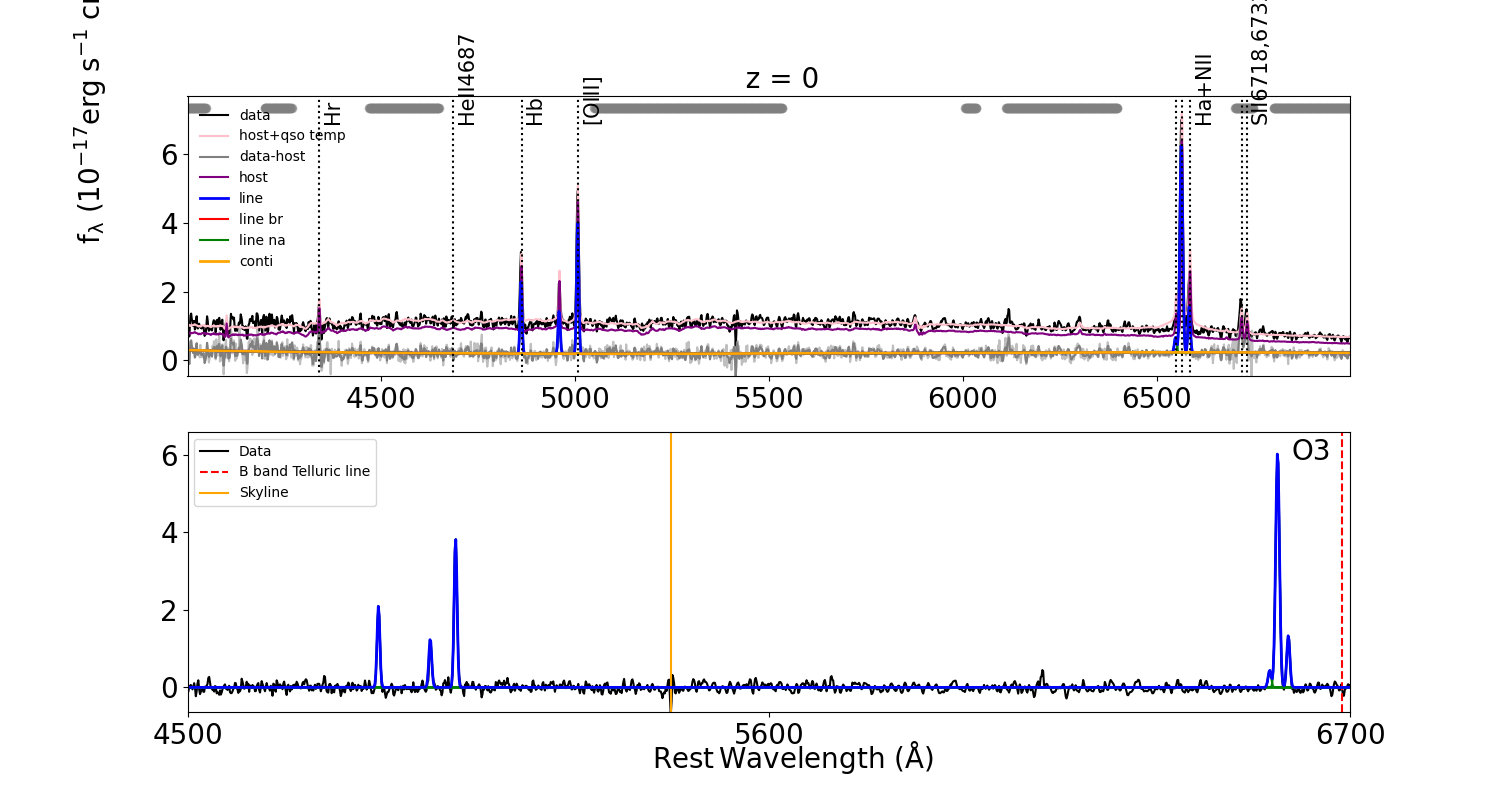 z = 0
f_λ (10^−17 erg s^−1
Hr
HeII4687
Hb
[OIII]
Ha+NII
SII6718,673
data
host+qso temp
data-host
host
line
line br
line na
conti
6
4
2
0
4500 5000 5500 6000 6500
Data
B band Telluric line
Skyline
O3
6
4
2
0
4500 5600 6700
Rest Wavelength (Å)